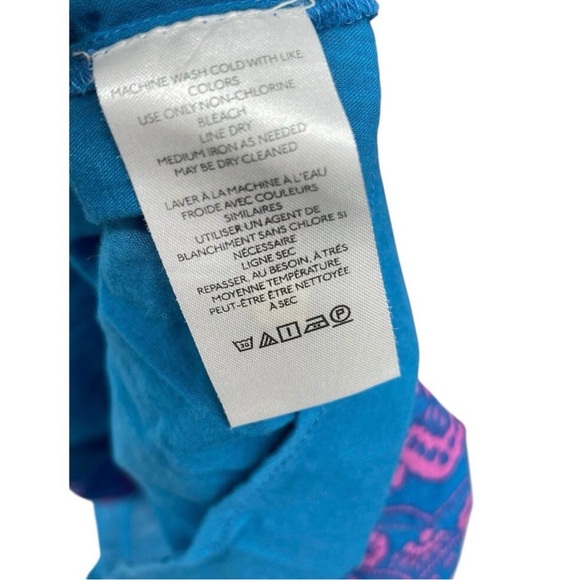 MACHINE WASH COLD WITH LIKE
COLORS
USE ONLY NON-CHLORINE
BLEACH
LINE DRY
MEDIUM IRON AS NEEDED
MAY BE DRY CLEANED
LAVER À LA MACHINE À L'EAU
FROIDE AVEC COULEURS
SIMILAIRES
UTILISER UN AGENT DE
BLANCHIMENT SANS CHLORE SI
NÉCESSAIRE
LIGNE SEC
REPASSER, AU BESOIN, À TRÈS
MOYENNE TEMPÉRATURE
PEUT-ÊTRE ÊTRE NETTOYÉE
À SEC
30 P